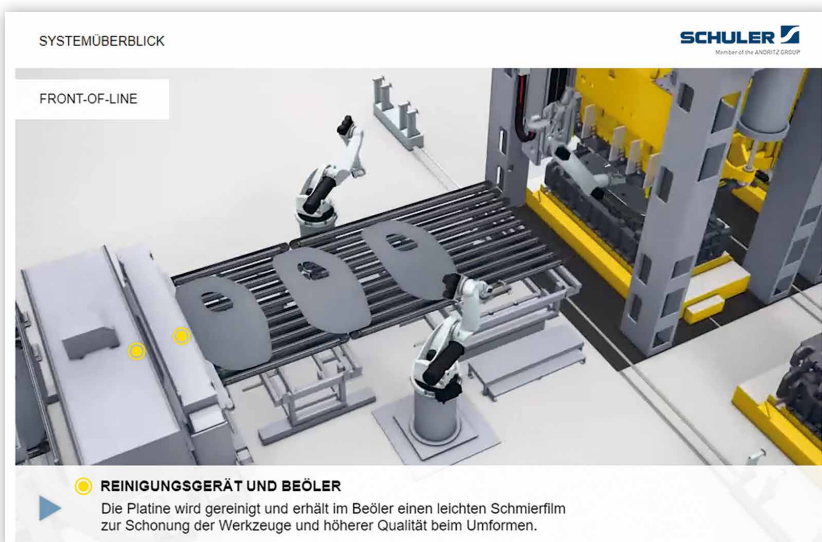 SYSTEMÜBERBLICK
SCHULER
Member of the ANDRITZ GROUP
FRONT-OF-LINE
REINIGUNGSGERÄT UND BEÖLER
Die Platine wird gereinigt und erhält im Beöler einen leichten Schmierfilm
zur Schonung der Werkzeuge und höherer Qualität beim Umformen.